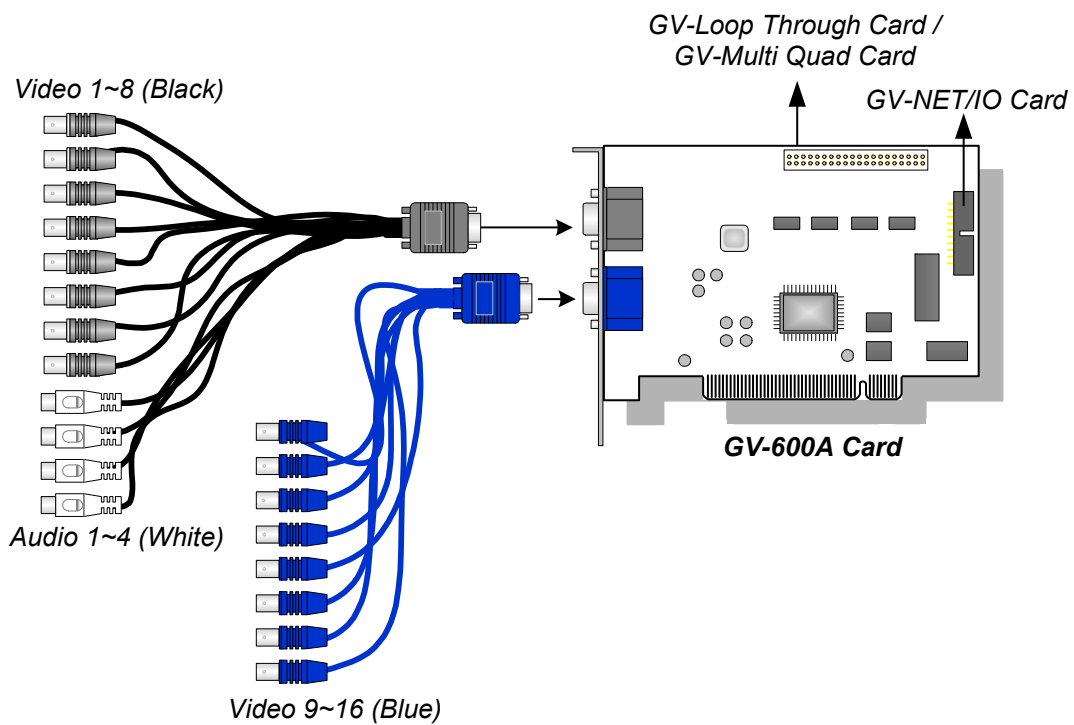 GV-Loop Through Card /
GV-Multi Quad Card
Video 1~8 (Black)
GV-NET/IO Card
GV-600A Card
Audio 1~4 (White)
Video 9~16 (Blue)